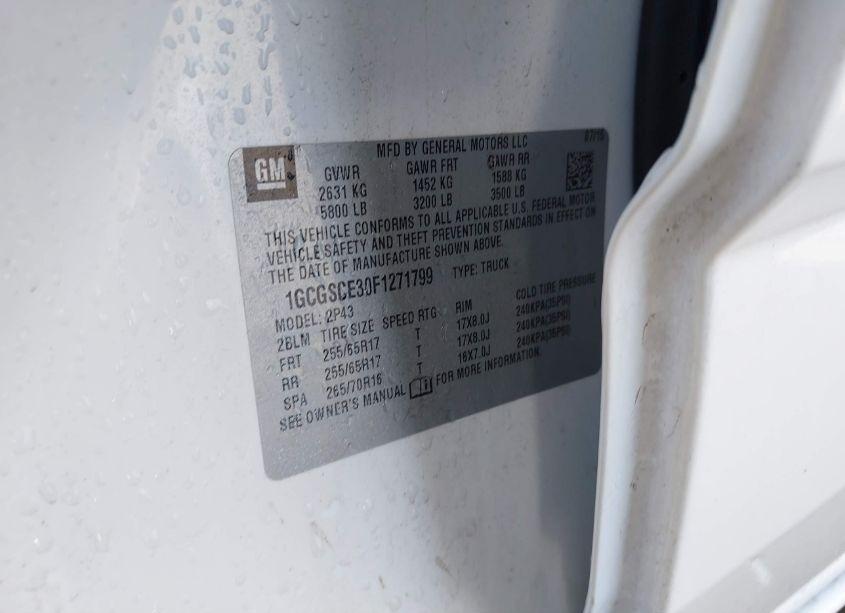 GM
MFD BY GENERAL MOTORS LLC
GVWR GAWR FRT GAWR RR
2631 KG 1452 KG 1588 KG
5800 LB 3200 LB 3500 LB
THIS VEHICLE CONFORMS TO ALL APPLICABLE U.S. FEDERAL MOTOR
VEHICLE SAFETY AND THEFT PREVENTION STANDARDS IN EFFECT ON
THE DATE OF MANUFACTURE SHOWN ABOVE.
1GCGSCE30F1271799 TYPE: TRUCK
MODEL: 2P43
2BLM TIRE SIZE SPEED RTG RIM COLD TIRE PRESSURE
FRT 255/65R17 T 17X8.0J 240KPA(35PSI)
RR 255/65R17 T 17X8.0J 240KPA(35PSI)
SPA 265/70R16 T 16X7.0J 240KPA(35PSI)
SEE OWNER'S MANUAL FOR MORE INFORMATION.